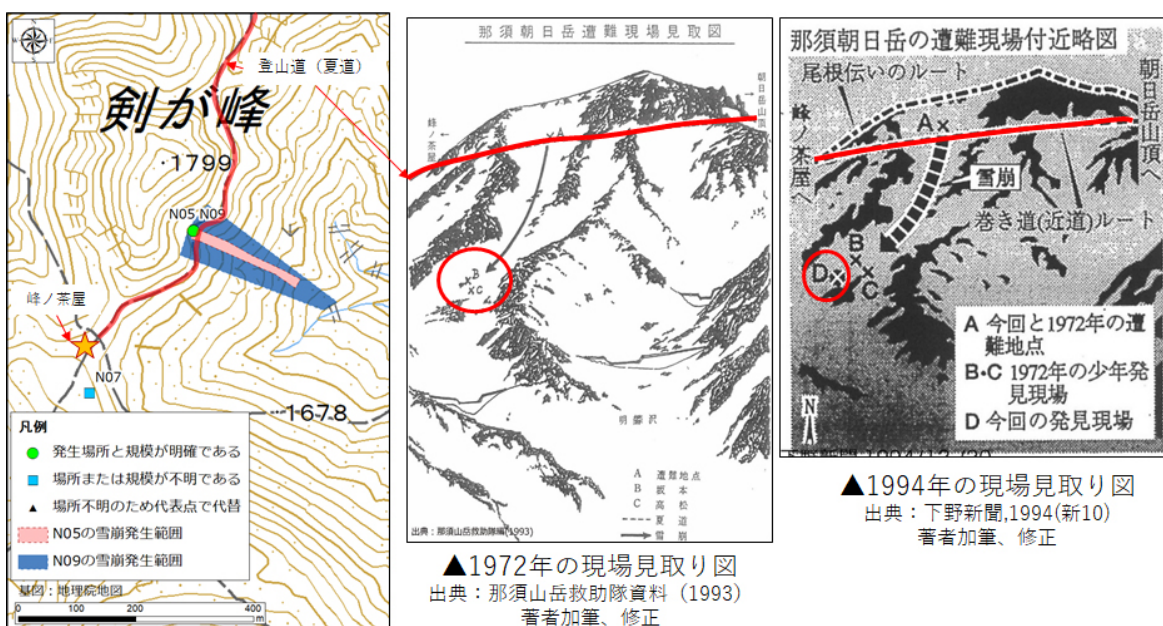 N
登山道（夏道）
剣が峰
・1799
N05 N09
峰ノ茶屋
N07
・1678
凡例
発生場所と規模が明確である
場所または規模が不明である
場所不明のため代表点で代替
N05の雪崩発生範囲
N09の雪崩発生範囲
基図：地理院地図
0 100 200 400
m
那須朝日岳遭難現場見取図
朝日岳山頂
峰ノ茶屋
A
B
C
明礬沢
A 遭難地点
B 坂本
C 高松
夏道
雪崩
出典：那須山岳救助隊編(1993)
▲1972年の現場見取り図
出典：那須山岳救助隊資料（1993）
著者加筆、修正
那須朝日岳の遭難現場付近略図
尾根伝いのルート
朝日岳山頂へ
峰ノ茶屋へ
A
雪崩
巻き道(近道)ルート
B
D
C
A 今回と1972年の遭
難地点
B・C 1972年の少年発
見現場
D 今回の発見現場
N
▲1994年の現場見取り図
出典：下野新聞,1994(新10)
著者加筆、修正